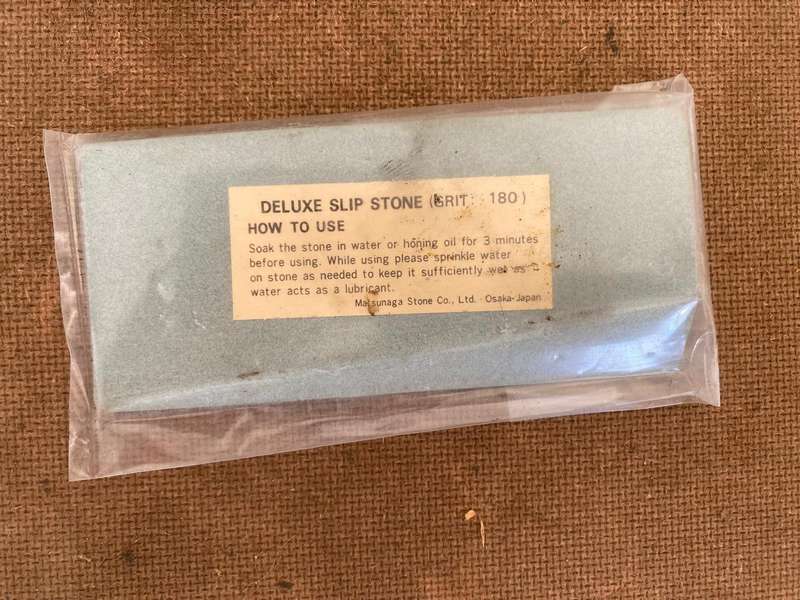 DELUXE SLIP STONE (GRIT: 180)
HOW TO USE
Soak the stone in water or honing oil for 3 minutes
before using. While using please sprinkle water
on stone as needed to keep it sufficiently wet as
water acts as a lubricant.
Matsunaga Stone Co., Ltd. · Osaka-Japan